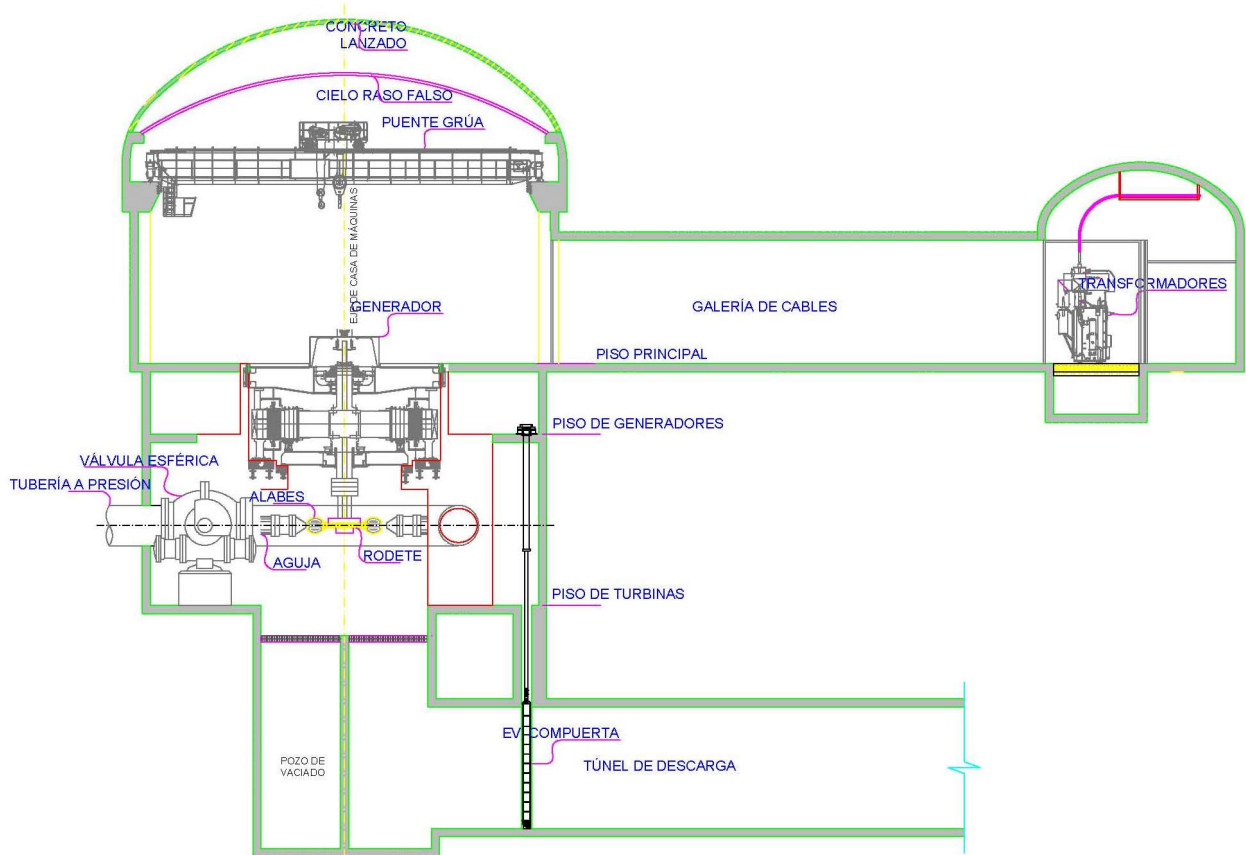 CONCRETO
LANZADO
CIELO RASO FALSO
PUENTE GRÚA
EJE DE CASA DE MÁQUINAS
GENERADOR
GALERÍA DE CABLES
TRANSFORMADORES
PISO PRINCIPAL
PISO DE GENERADORES
VÁLVULA ESFÉRICA
TUBERÍA A PRESIÓN
ALABES
AGUJA
RODETE
PISO DE TURBINAS
COMPUERTA
POZO DE
VACIADO
TÚNEL DE DESCARGA